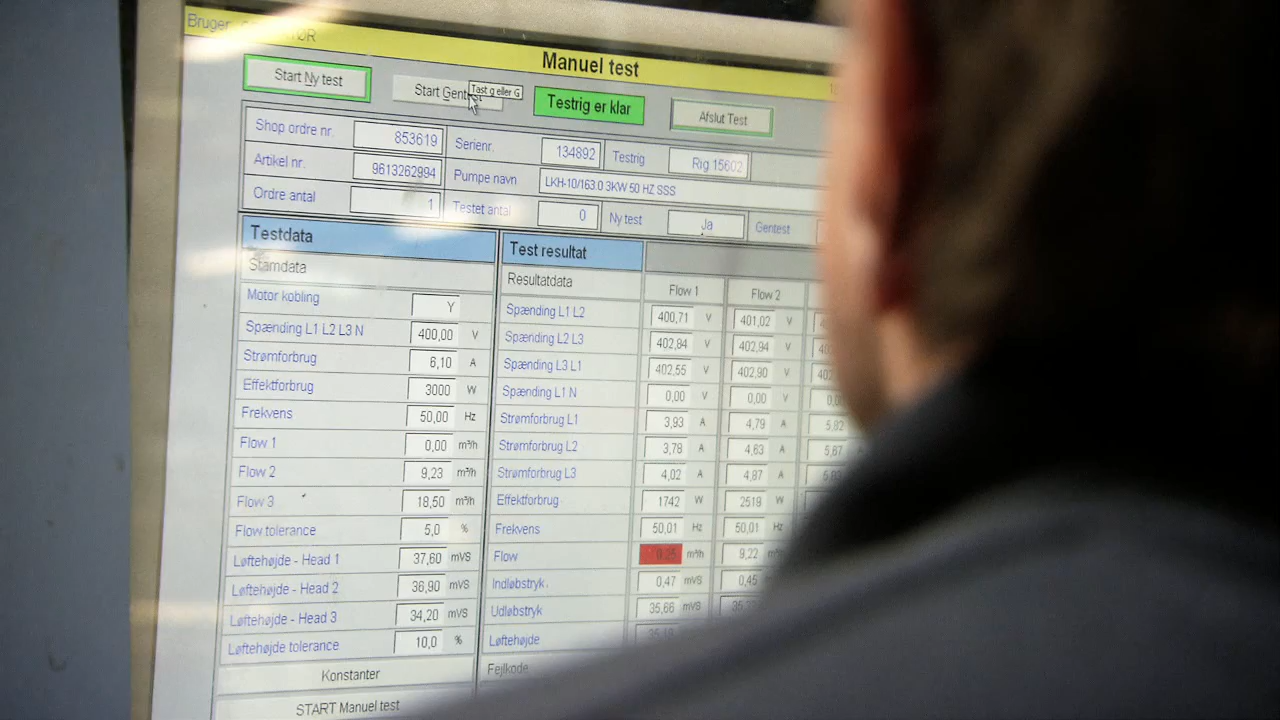 Bruger
Manuel test
Start Ny test
Start Gent
Tast g eller G
Testrig er klar
Afslut Test
Shop ordre nr. 853619 Serienr. 134892 Testrig Rig 15602
Artikel nr. 9613262994 Pumpe navn LKH-10/163.0 3KW 50 HZ SSS
Ordre antal 1 Testet antal 0 Ny test Ja Gentest
Testdata Test resultat
Stamdata Resultatdata Flow 1 Flow 2
Motor kobling Y Spænding L1 L2 400,71 V 401,02 V
Spænding L1 L2 L3 N 400,00 V Spænding L2 L3 402,84 V 402,94 V
Strømforbrug 6,10 A Spænding L3 L1 402,55 V 402,90 V
Effektforbrug 3000 W Spænding L1 N 0,00 V 0,00 V
Frekvens 50,00 Hz Strømforbrug L1 3,93 A 4,79 A
Flow 1 0,00 m³/h Strømforbrug L2 3,78 A 4,63 A
Flow 2 9,23 m³/h Strømforbrug L3 4,02 A 4,87 A
Flow 3 18,50 m³/h Effektforbrug 1742 W 2519 W
Flow tolerance 5,0 % Frekvens 50,01 Hz 50,01 Hz
Løftehøjde - Head 1 37,60 mVS Flow m³/h 9,22
Løftehøjde - Head 2 36,90 mVS Indløbstryk. 0,47 mVS 0,45
Løftehøjde - Head 3 34,20 mVS Udløbstryk 35,66 mVS
Løftehøjde tolerance 10,0 % Løftehøjde
Konstanter Fejlkode
START Manuel test